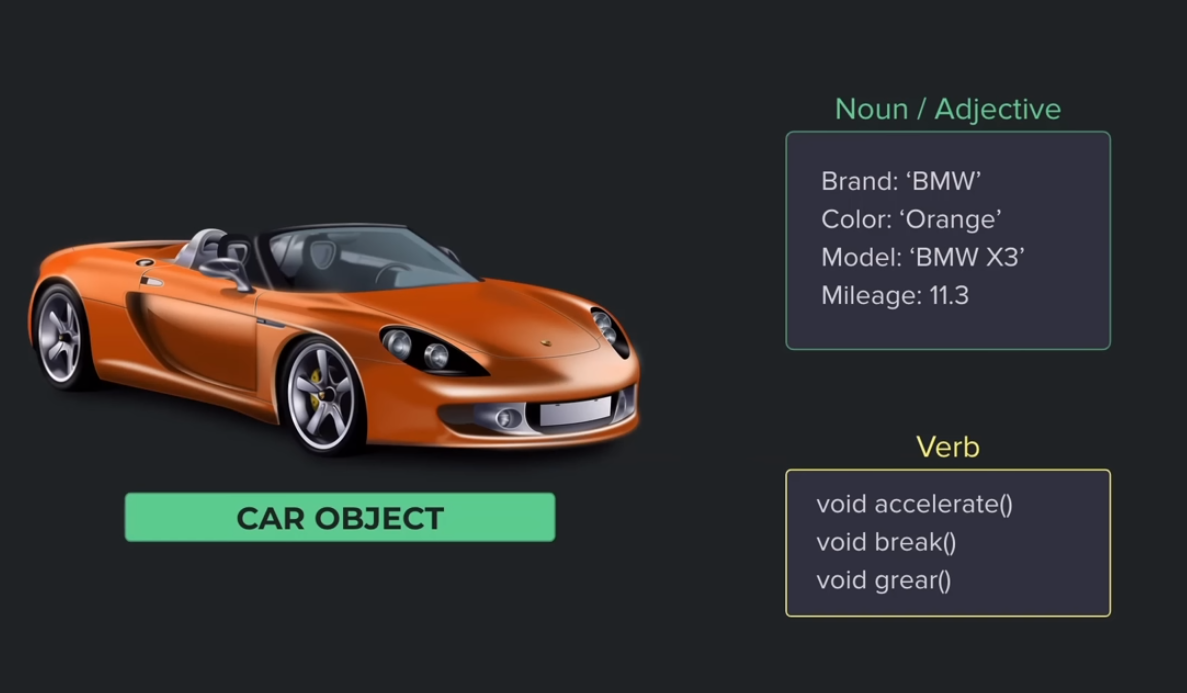 Noun / Adjective
Brand: ‘BMW’
Color: ‘Orange’
Model: ‘BMW X3’
Mileage: 11.3
Verb
void accelerate()
void break()
void grear()
CAR OBJECT